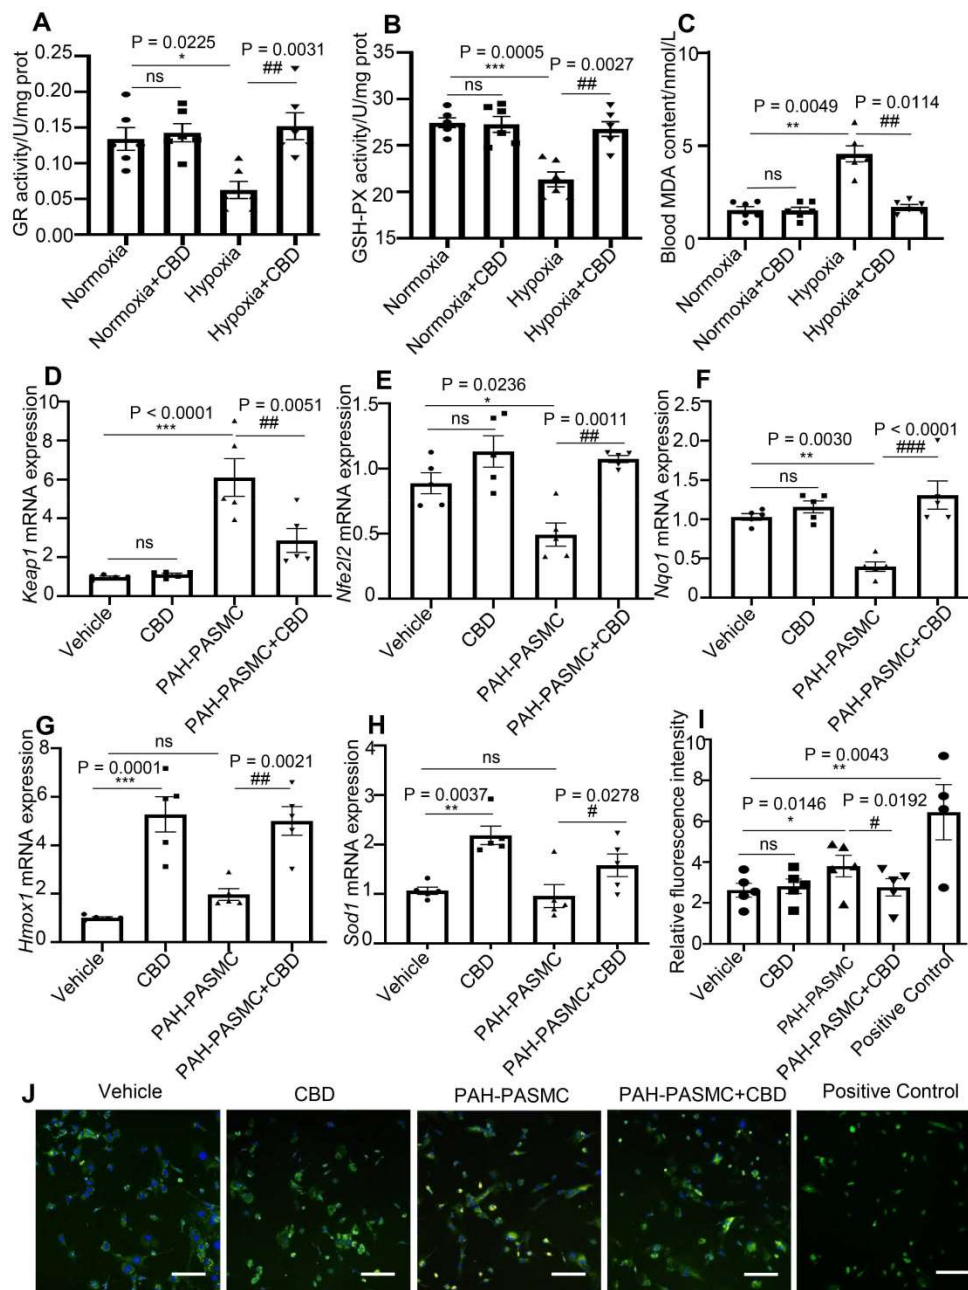 A
P = 0.0225
P = 0.0031
*
##
ns
GR activity/U/mg prot
0.25
0.20
0.15
0.10
0.05
0.00
Normoxia
Normoxia+CBD
Hypoxia
Hypoxia+CBD
B
P = 0.0005
***
P = 0.0027
ns
##
GSH-PX activity/U/mg prot
35
30
25
20
15
Normoxia
Normoxia+CBD
Hypoxia
Hypoxia+CBD
C
P = 0.0049
P = 0.0114
**
##
ns
Blood MDA content/nmol/L
10
5
0
Normoxia
Normoxia+CBD
Hypoxia
Hypoxia+CBD
D
P < 0.0001
P = 0.0051
***
##
ns
Keap1 mRNA expression
10
8
6
4
2
0
Vehicle
CBD
PAH-PASMC
PAH-PASMC+CBD
E
P = 0.0236
*
P = 0.0011
ns
##
Nfe2l2 mRNA expression
1.5
1.0
0.5
0
Vehicle
CBD
PAH-PASMC
PAH-PASMC+CBD
F
P = 0.0030
P < 0.0001
**
###
ns
Nqo1 mRNA expression
2.5
2.0
1.5
1.0
0.5
0
Vehicle
CBD
PAH-PASMC
PAH-PASMC+CBD
G
ns
P = 0.0001
P = 0.0021
***
##
Hmox1 mRNA expression
8
6
4
2
0
Vehicle
CBD
PAH-PASMC
PAH-PASMC+CBD
H
ns
P = 0.0037
P = 0.0278
**
#
Sod1 mRNA expression
4
3
2
1
0
Vehicle
CBD
PAH-PASMC
PAH-PASMC+CBD
I
P = 0.0043
**
P = 0.0146
P = 0.0192
*
#
ns
Relative fluorescence intensity
10
8
6
4
2
0
Vehicle
CBD
PAH-PASMC
PAH-PASMC+CBD
Positive Control
J
Vehicle
CBD
PAH-PASMC
PAH-PASMC+CBD
Positive Control